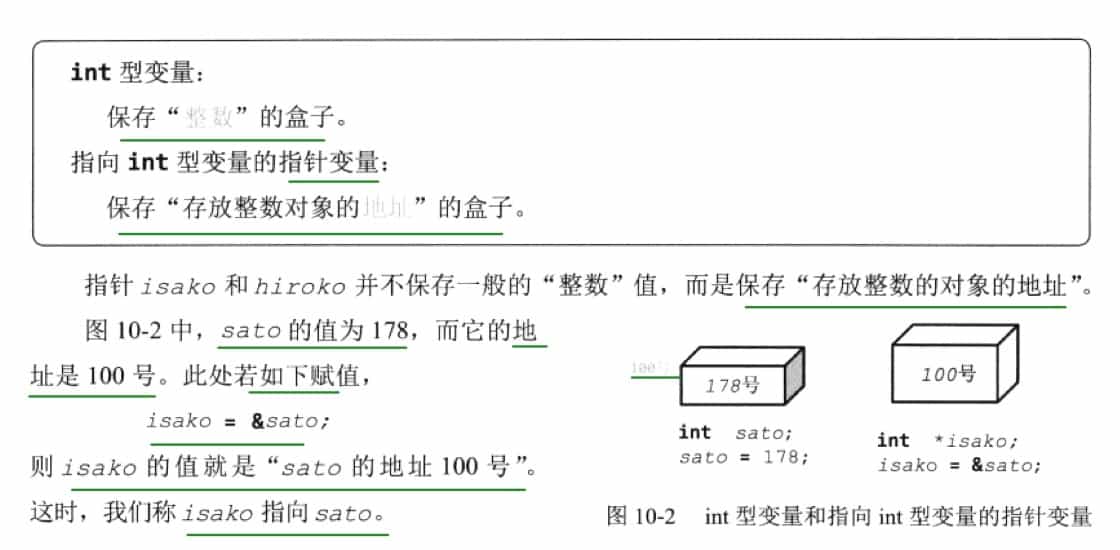 int 型变量：
保存“整数”的盒子。
指向 int 型变量的指针变量：
保存“存放整数对象的地址”的盒子。
指针 isako 和 hiroko 并不保存一般的“整数”值，而是保存“存放整数的对象的地址”。
图 10-2 中，sato 的值为 178，而它的地
址是 100 号。此处若如下赋值，
isako = &sato;
则 isako 的值就是“sato 的地址 100 号”。
这时，我们称 isako 指向 sato。
100号
178号
int sato;
sato = 178;
100号
int *isako;
isako = &sato;
图 10-2 int 型变量和指向 int 型变量的指针变量